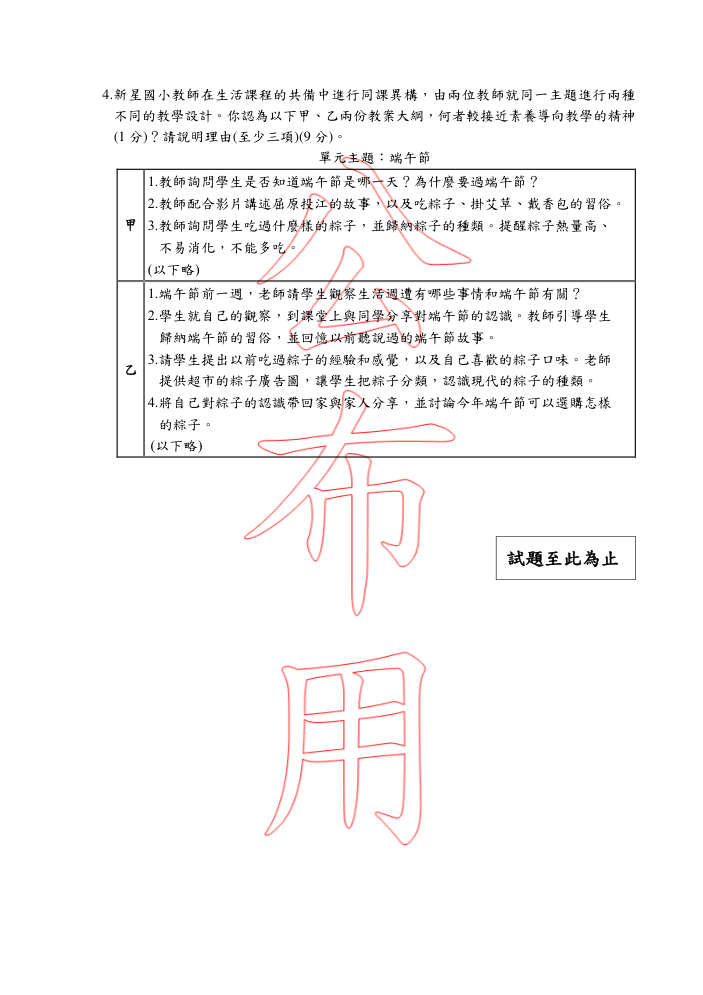 4.新星國小教師在生活課程的共備中進行同課異構，由兩位教師就同一主題進行兩種
不同的教學設計。你認為以下甲、乙兩份教案大綱，何者較接近素養導向教學的精神
(1 分)？請說明理由(至少三項)(9 分)。
單元主題：端午節
甲
1.教師詢問學生是否知道端午節是哪一天？為什麼要過端午節？
2.教師配合影片講述屈原投江的故事，以及吃粽子、掛艾草、戴香包的習俗。
3.教師詢問學生吃過什麼樣的粽子，並歸納粽子的種類。提醒粽子熱量高、
不易消化，不能多吃。
(以下略)
乙
1.端午節前一週，老師請學生觀察生活週遭有哪些事情和端午節有關？
2.學生就自己的觀察，到課堂上與同學分享對端午節的認識。教師引導學生
歸納端午節的習俗，並回憶以前聽說過的端午節故事。
3.請學生提出以前吃過粽子的經驗和感覺，以及自己喜歡的粽子口味。老師
提供超市的粽子廣告圖，讓學生把粽子分類，認識現代的粽子的種類。
4.將自己對粽子的認識帶回家與家人分享，並討論今年端午節可以選購怎樣
的粽子。
(以下略)
試題至此為止
公
布
用